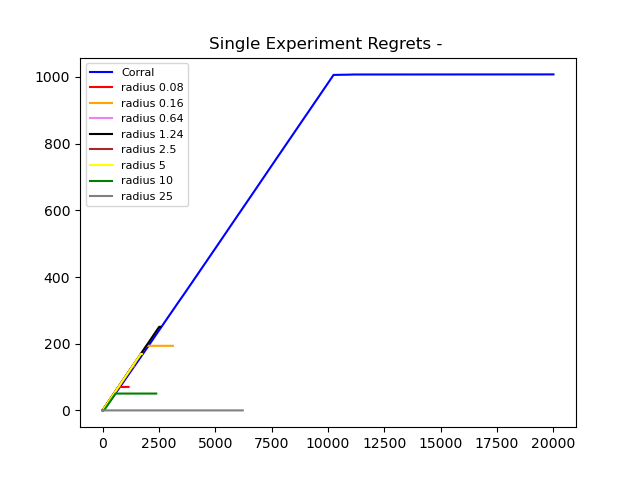 Single Experiment Regrets -
1000
800
600
400
200
0
Corral
radius 0.08
radius 0.16
radius 0.64
radius 1.24
radius 2.5
radius 5
radius 10
radius 25
0 2500 5000 7500 10000 12500 15000 17500 20000